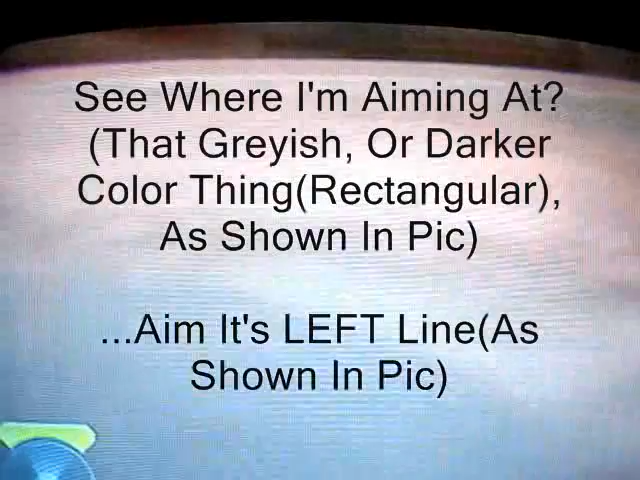 See Where I'm Aiming At?
(That Greyish, Or Darker
Color Thing(Rectangular),
As Shown In Pic)
...Aim It's LEFT Line(As
Shown In Pic)